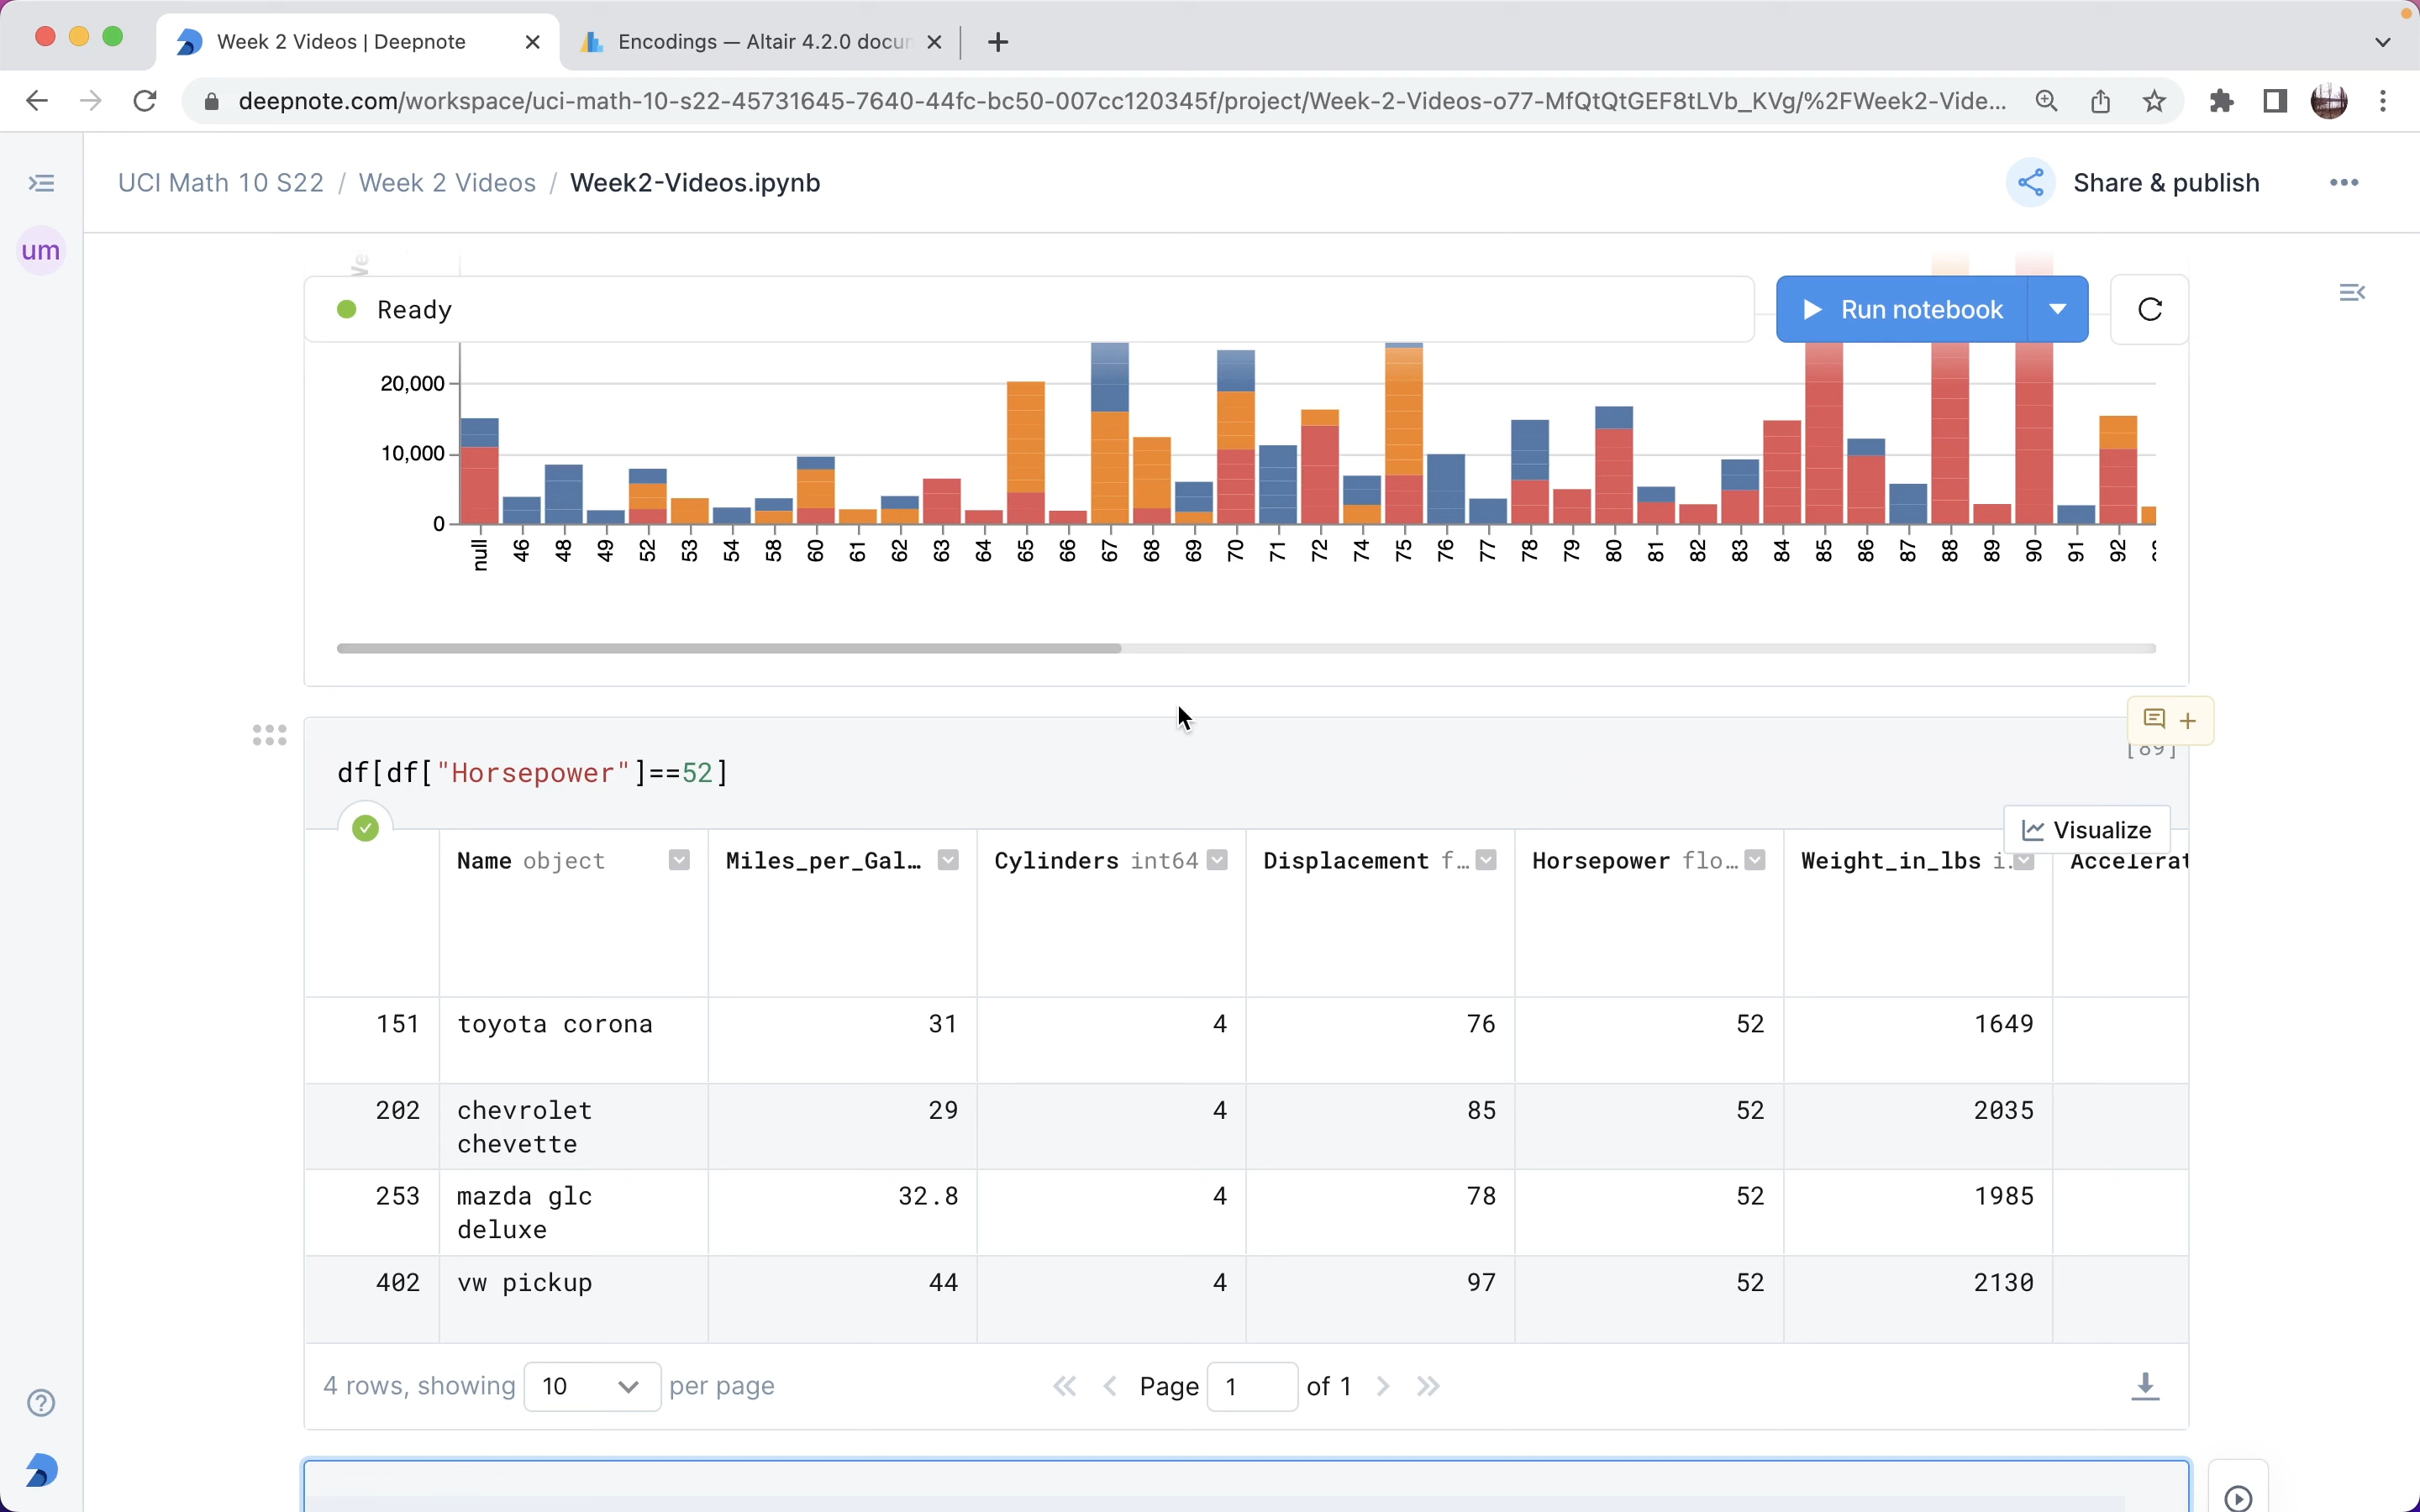 Week 2 Videos | Deepnote
Encodings — Altair 4.2.0 docu
deepnote.com/workspace/uci-math-10-s22-45731645-7640-44fc-bc50-007cc120345f/project/Week-2-Videos-o77-MfQtQtGEF8tLVb_KVg/%2FWeek2-Vide...
UCI Math 10 S22 / Week 2 Videos / Week2-Videos.ipynb
Share & publish
um
We
Ready
Run notebook
20,000
10,000
0
null 46 48 49 52 53 54 58 60 61 62 63 64 65 66 67 68 69 70 71 72 74 75 76 77 78 79 80 81 82 83 84 85 86 87 88 89 90 91 92
[89]
df[df["Horsepower"]==52]
Visualize
Name object Miles_per_Gal… Cylinders int64 Displacement f… Horsepower flo… Weight_in_lbs i. Accelerat
151 toyota corona 31 4 76 52 1649
202 chevrolet 29 4 85 52 2035
chevette
253 mazda glc 32.8 4 78 52 1985
deluxe
402 vw pickup 44 4 97 52 2130
4 rows, showing 10 per page
Page 1 of 1